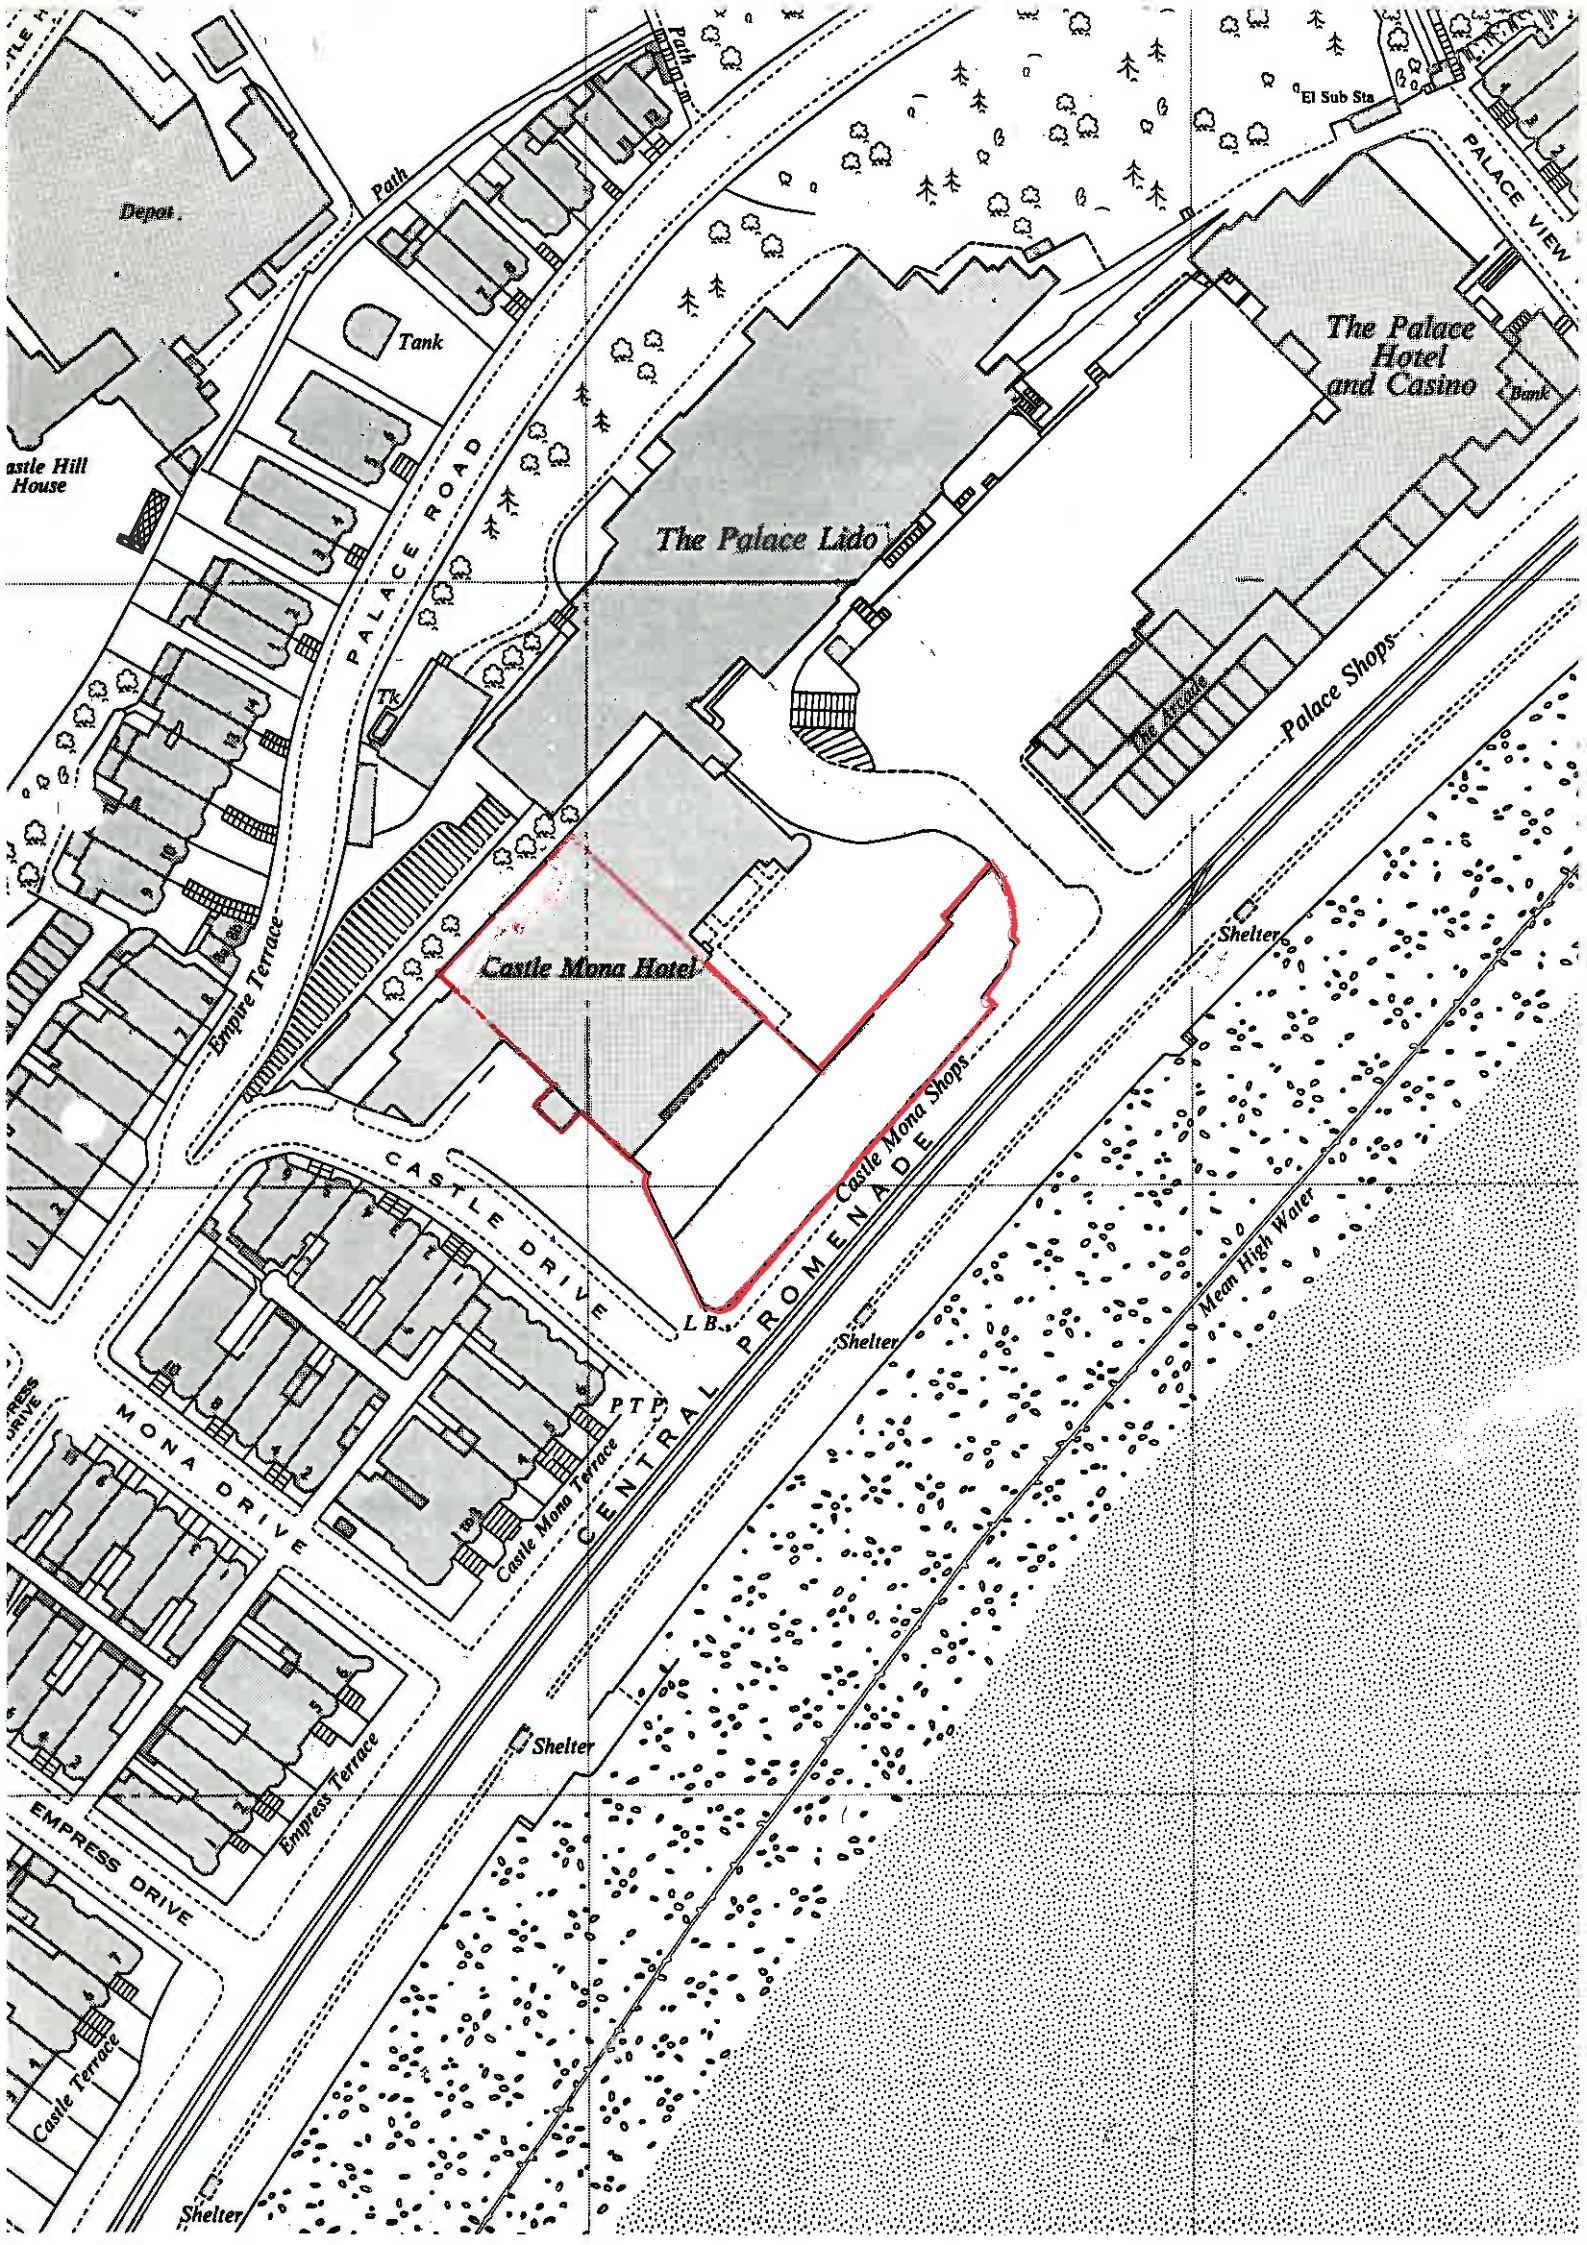 Path
Path
El Sub Sta
PALACE VIEW
Depot
The Palace
Hotel
and Casino
Bank
Tank
PALACE ROAD
astle Hill
House
The Palace Lido
Palace Shops
Tk
The Arcade
Shelter
Castle Mona Hotel
Empire Terrace
Castle Mona Shops
CASTLE DRIVE
Mean High Water
L B
Shelter
CENTRAL PROMENADE
P T P
MONA DRIVE
Castle Mona Terrace
RESS
DRIVE
Shelter
Empress Terrace
EMPRESS DRIVE
Castle Terrace
Shelter